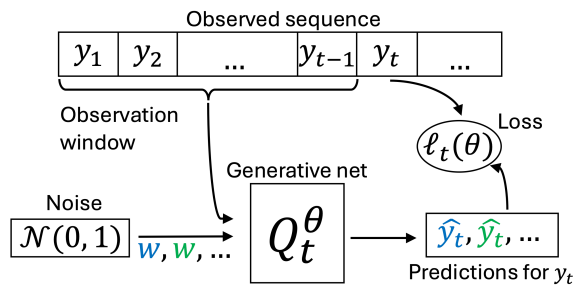 Observed sequence
y₁ y₂ ... yₜ₋₁ yₜ ...
Observation
window
Loss
ℓₜ(θ)
Generative net
Noise
𝒩(0,1)
w, w, ...
Qₜᶿ
ŷₜ, ŷₜ, ...
Predictions for yₜ